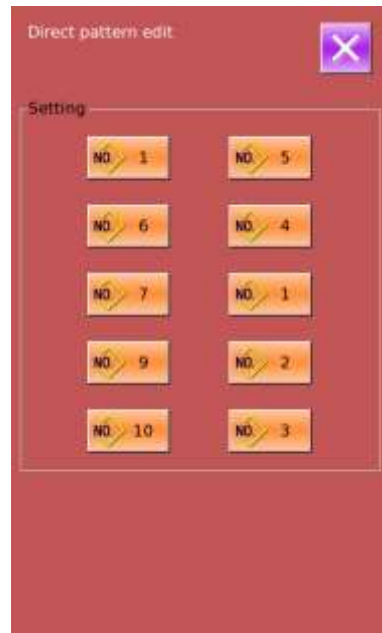 Direct pattern edit
Setting
NO. 1 NO. 5
NO. 6 NO. 4
NO. 7 NO. 1
NO. 9 NO. 2
NO. 10 NO. 3